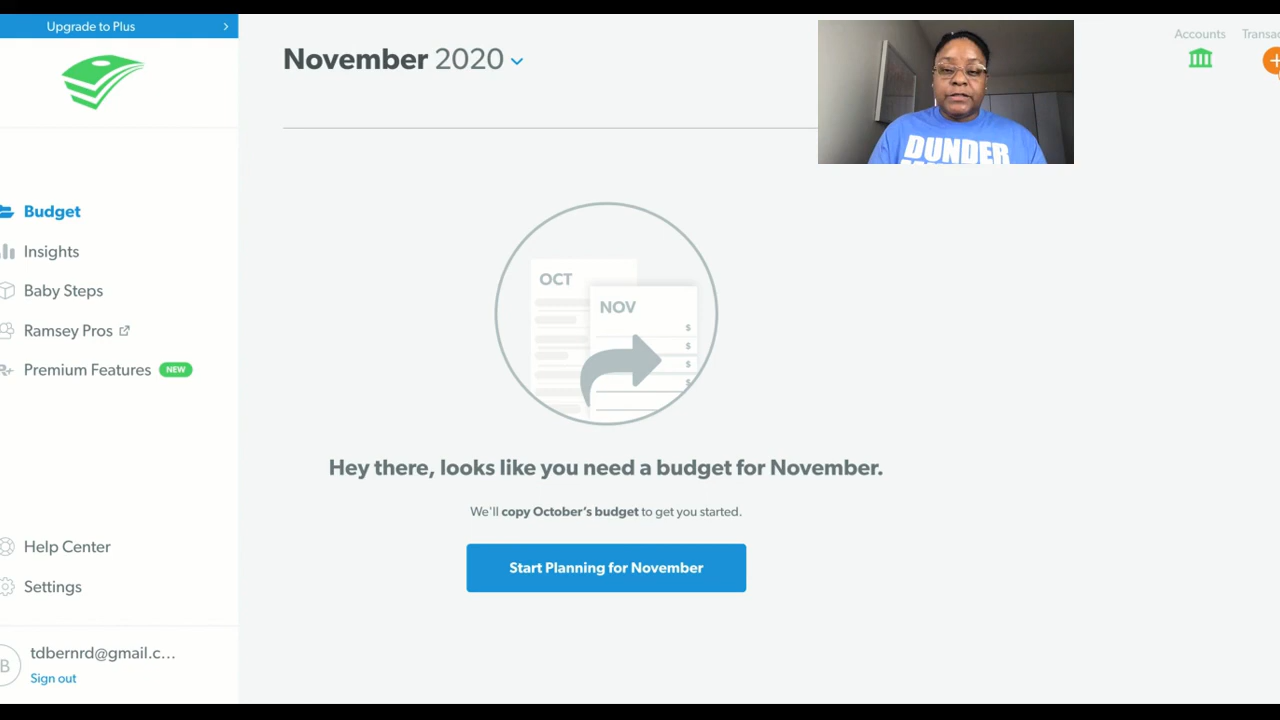 Upgrade to Plus
November 2020
Accounts
DUNDER
Budget
Insights
Baby Steps
Ramsey Pros
Premium Features NEW
OCT
NOV
$
$
$
$
Hey there, looks like you need a budget for November.
We'll copy October's budget to get you started.
Start Planning for November
Help Center
Settings
B
tdbernrd@gmail.c...
Sign out